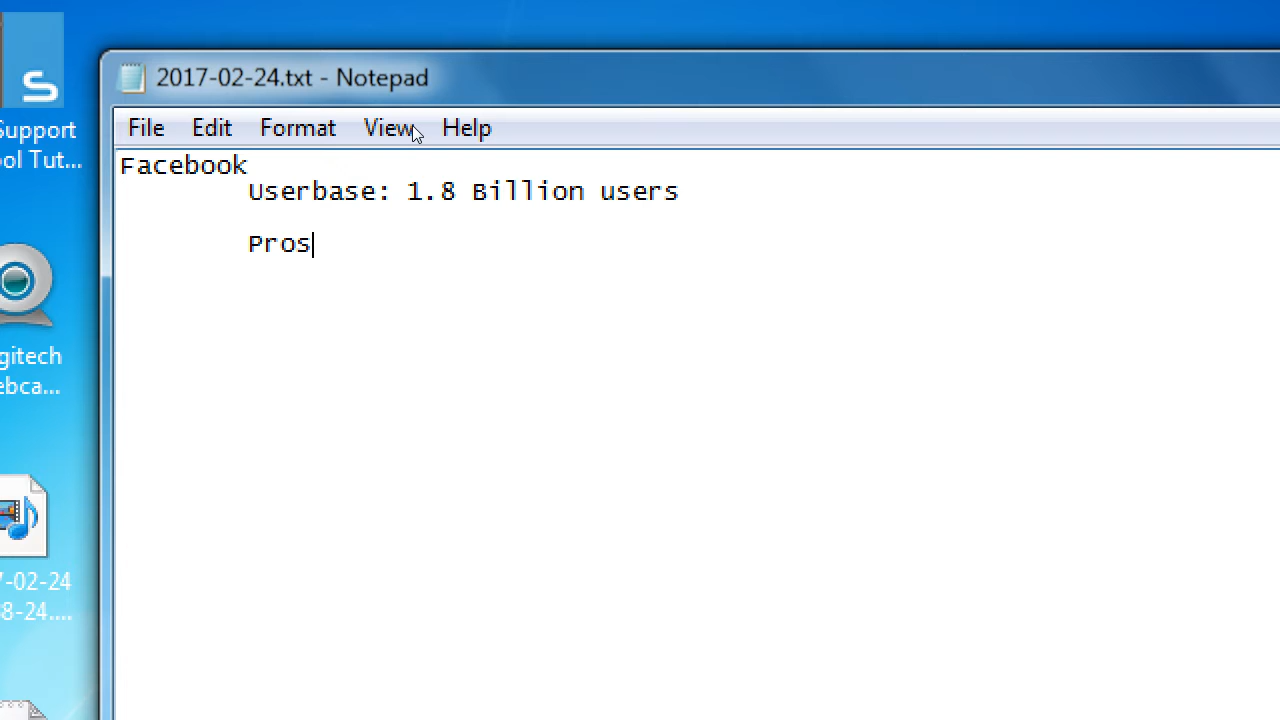 S
Support
ool Tut...
2017-02-24.txt - Notepad
File Edit Format View Help
Facebook
Userbase: 1.8 Billion users
Pros
gitech
ebca...
7-02-24
8-24....